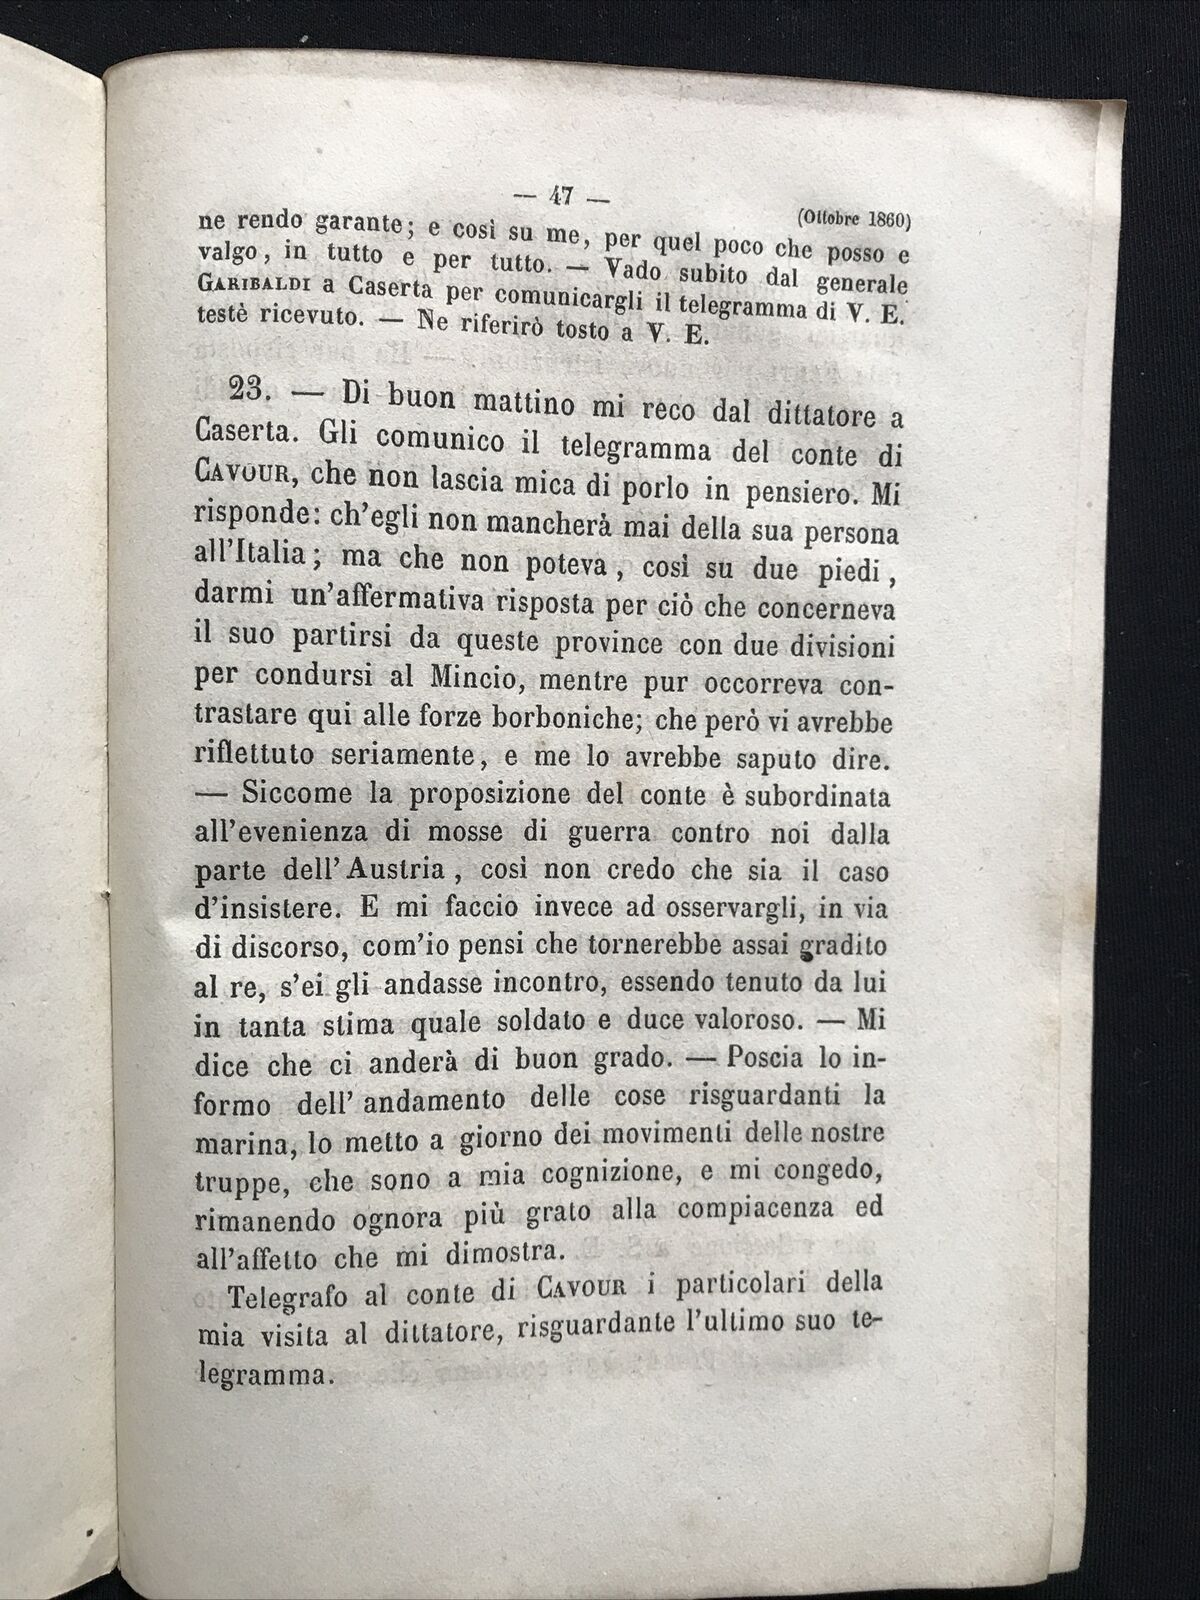 — 47 —
(Ottobre 1860)
ne rendo garante; e così su me, per quel poco che posso e
valgo, in tutto e per tutto. — Vado subito dal generale
GARIBALDI a Caserta per comunicargli il telegramma di V. E.
testè ricevuto. — Ne riferirò tosto a V. E.
23. — Di buon mattino mi reco dal dittatore a
Caserta. Gli comunico il telegramma del conte di
CAVOUR, che non lascia mica di porlo in pensiero. Mi
risponde: ch'egli non mancherà mai della sua persona
all'Italia; ma che non poteva, così su due piedi,
darmi un'affermativa risposta per ciò che concerneva
il suo partirsi da queste province con due divisioni
per condursi al Mincio, mentre pur occorreva con-
trastare qui alle forze borboniche; che però vi avrebbe
riflettuto seriamente, e me lo avrebbe saputo dire.
— Siccome la proposizione del conte è subordinata
all'evenienza di mosse di guerra contro noi dalla
parte dell'Austria, così non credo che sia il caso
d'insistere. E mi faccio invece ad osservargli, in via
di discorso, com'io pensi che tornerebbe assai gradito
al re, s'ei gli andasse incontro, essendo tenuto da lui
in tanta stima quale soldato e duce valoroso. — Mi
dice che ci anderà di buon grado. — Poscia lo in-
formo dell'andamento delle cose risguardanti la
marina, lo metto a giorno dei movimenti delle nostre
truppe, che sono a mia cognizione, e mi congedo,
rimanendo ognora più grato alla compiacenza ed
all'affetto che mi dimostra.
Telegrafo al conte di CAVOUR i particolari della
mia visita al dittatore, risguardante l'ultimo suo te-
legramma.